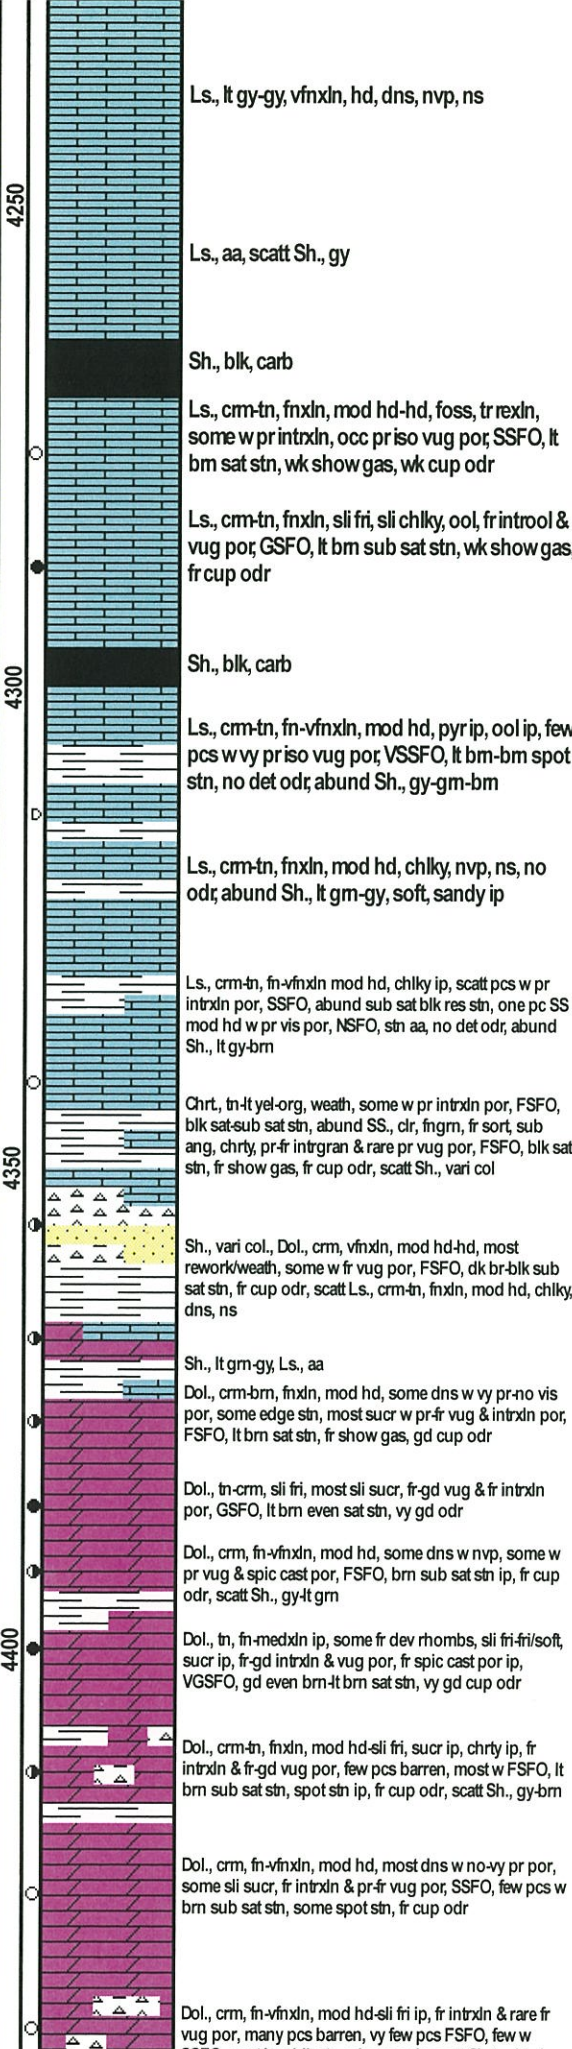 Ls., lt gy-gy, vfnxln, hd, dns, nvp, ns
4250
Ls., aa, scatt Sh., gy
Sh., blk, carb
Ls., crm-tn, fnxln, mod hd-hd, foss, tr rexln,
some w pr intrxln, occ pr iso vug por, SSFO, lt
brn sat stn, wk show gas, wk cup odr
Ls., crm-tn, fnxln, sli fri, sli chlky, ool, fr introol &
vug por, GSFO, lt brn sub sat stn, wk show gas,
fr cup odr
Sh., blk, carb
4300
Ls., crm-tn, fn-vfnxln, mod hd, pyr ip, ool ip, few
pcs w vy pr iso vug por, VSSFO, lt brn-brn spot
stn, no det odr, abund Sh., gy-grn-brn
Ls., crm-tn, fnxln, mod hd, chlky, nvp, ns, no
odr, abund Sh., lt grn-gy, soft, sandy ip
Ls., crm-tn, fn-vfnxln mod hd, chlky ip, scatt pcs w pr
intrxln por, SSFO, abund sub sat blk res stn, one pc SS
mod hd w pr vis por, NSFO, stn aa, no det odr, abund
Sh., lt gy-brn
Chrt., tn-lt yel-org, weath, some w pr intrxln por, FSFO,
blk sat-sub sat stn, abund SS., clr, fngrn, fr sort, sub
ang, chrty, pr-fr intrgran & rare pr vug por, FSFO, blk sat
stn, fr show gas, fr cup odr, scatt Sh., vari col
4350
Sh., vari col., Dol., crm, vfnxln, mod hd-hd, most
rework/weath, some w fr vug por, FSFO, dk br-blk sub
sat stn, fr cup odr, scatt Ls., crm-tn, fnxln, mod hd, chlky,
dns, ns
Sh., lt grn-gy, Ls., aa
Dol., crm-brn, fnxln, mod hd, some dns w vy pr-no vis
por, some edge stn, most sucr w pr-fr vug & intrxln por,
FSFO, lt brn sat stn, fr show gas, gd cup odr
Dol., tn-crm, sli fri, most sli sucr, fr-gd vug & fr intrxln
por, GSFO, lt brn even sat stn, vy gd odr
Dol., crm, fn-vfnxln, mod hd, some dns w nvp, some w
pr vug & spic cast por, FSFO, brn sub sat stn ip, fr cup
odr, scatt Sh., gy-lt grn
4400
Dol., tn, fn-medxln ip, some fr dev rhombs, sli fri-fri/soft,
sucr ip, fr-gd intrxln & vug por, fr spic cast por ip,
VGSFO, gd even brn-lt brn sat stn, vy gd cup odr
Dol., crm-tn, fnxln, mod hd-sli fri, sucr ip, chrty ip, fr
intrxln & fr-gd vug por, few pcs barren, most w FSFO, lt
brn sub sat stn, spot stn ip, fr cup odr, scatt Sh., gy-brn
Dol., crm, fn-vfnxln, mod hd, most dns w no-vy pr por,
some sli sucr, fr intrxln & pr-fr vug por, SSFO, few pcs w
brn sub sat stn, some spot stn, fr cup odr
Dol., crm, fn-vfnxln, mod hd-sli fri ip, fr intrxln & rare fr
vug por, many pcs barren, vy few pcs FSFO, few w